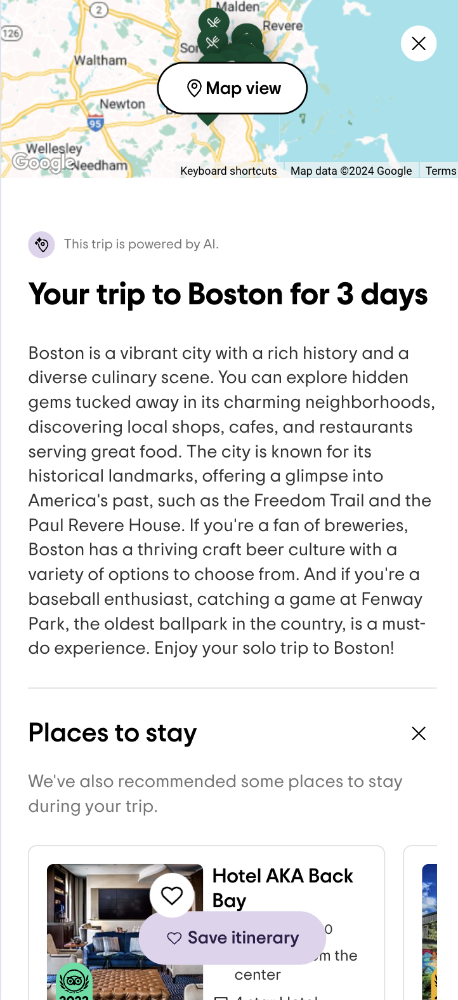 Malden
2
Revere
126
Waltham
Map view
Newton
95
Wellesley
Google
Needham
Keyboard shortcuts
Map data ©2024 Google
Terms
This trip is powered by AI.
Your trip to Boston for 3 days
Boston is a vibrant city with a rich history and a
diverse culinary scene. You can explore hidden
gems tucked away in its charming neighborhoods,
discovering local shops, cafes, and restaurants
serving great food. The city is known for its
historical landmarks, offering a glimpse into
America's past, such as the Freedom Trail and the
Paul Revere House. If you're a fan of breweries,
Boston has a thriving craft beer culture with a
variety of options to choose from. And if you're a
baseball enthusiast, catching a game at Fenway
Park, the oldest ballpark in the country, is a must-
do experience. Enjoy your solo trip to Boston!
Places to stay
We've also recommended some places to stay
during your trip.
Hotel AKA Back
Bay
Save itinerary
the
center